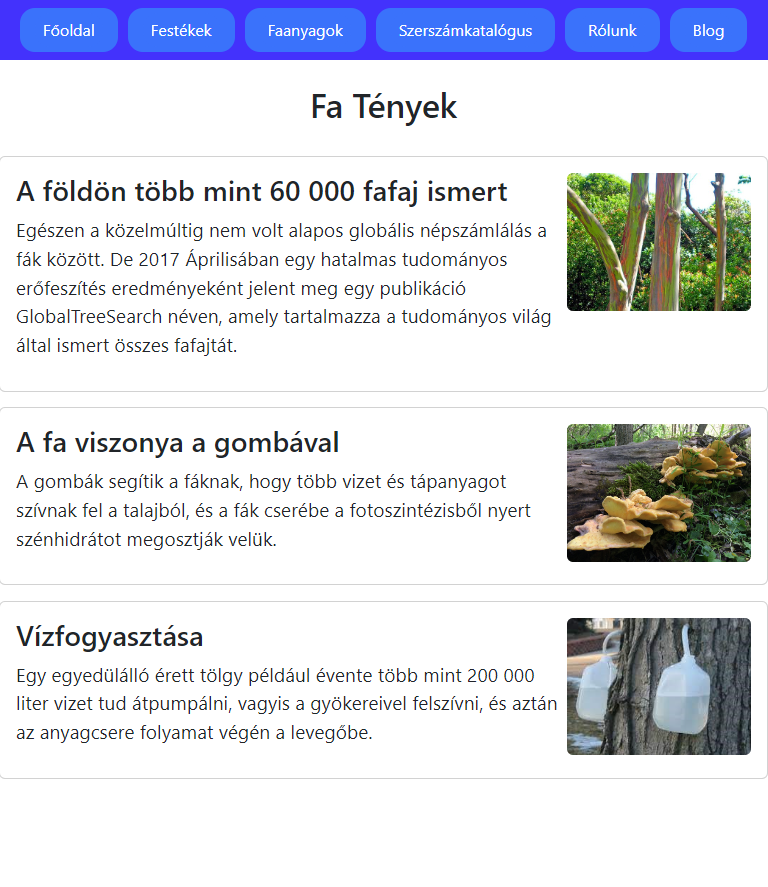 Főoldal Festékek Faanyagok Szerszámkatalógus Rólunk Blog
Fa Tények
A földön több mint 60 000 fafaj ismert
Egészen a közelmúltig nem volt alapos globális népszámlálás a
fák között. De 2017 Áprilisában egy hatalmas tudományos
erőfeszítés eredményeként jelent meg egy publikáció
GlobalTreeSearch néven, amely tartalmazza a tudományos világ
által ismert összes fafajtát.
A fa viszonya a gombával
A gombák segítik a fáknak, hogy több vizet és tápanyagot
szívnak fel a talajból, és a fák cserébe a fotoszintézisből nyert
szénhidrátot megosztják velük.
Vízfogyasztása
Egy egyedülálló érett tölgy például évente több mint 200 000
liter vizet tud átpumpálni, vagyis a gyökereivel felszívni, és aztán
az anyagcsere folyamat végén a levegőbe.